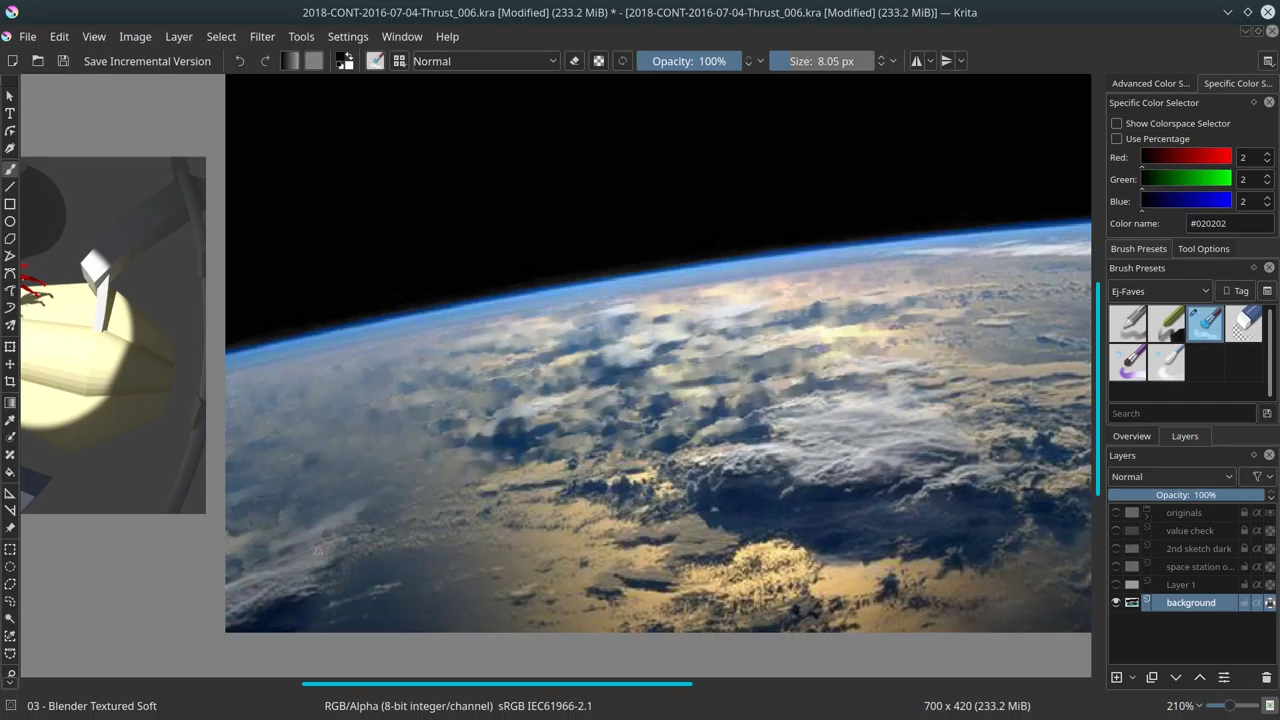 2018-CONT-2016-07-04-Thrust_006.kra [Modified] (233.2 MiB) * - [2018-CONT-2016-07-04-Thrust_006.kra [Modified] (233.2 MiB)] — Krita
File Edit View Image Layer Select Filter Tools Settings Window Help
Save Incremental Version Normal Opacity: 100% Size: 8.05 px
Advanced Color S... Specific Color S...
Specific Color Selector
Show Colorspace Selector
Use Percentage
Red: 2
Green: 2
Blue: 2
Color name: #020202
Brush Presets Tool Options
Brush Presets
Ej-Faves Tag
Search
Overview Layers
Layers
Normal
Opacity: 100%
originals
value check
2nd sketch dark
space station o...
Layer 1
background
03 - Blender Textured Soft RGB/Alpha (8-bit integer/channel) sRGB IEC61966-2.1 700 x 420 (233.2 MiB) 210%